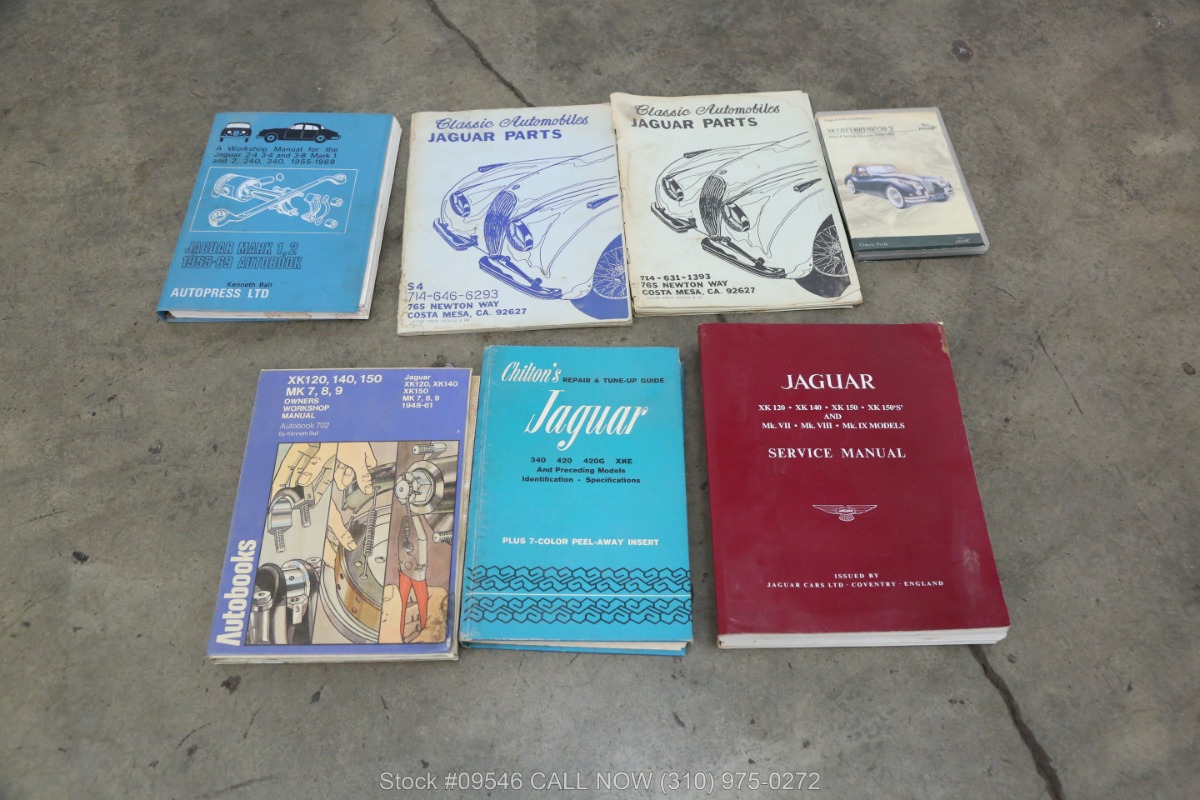 A Workshop Manual for the
Jaguar 2·4 3·4 and 3·8 Mark 1
and 2, 240, 340, 1955-1969
JAGUAR MARK 1, 2
1955-69 AUTOBOOK
Kenneth Ball
AUTOPRESS LTD
Classic Automobiles
JAGUAR PARTS
$4
714-646-6293
765 NEWTON WAY
COSTA MESA, CA. 92627
Classic Automobiles
JAGUAR PARTS
714-631-1393
765 NEWTON WAY
COSTA MESA, CA. 92627
XK120/140/150/150 'S'
Classic Parts
XK120, 140, 150
MK 7, 8, 9
OWNERS
WORKSHOP
MANUAL
Autobook 702
By Kenneth Ball
Jaguar
XK120, XK140
XK150
MK 7, 8, 9
1948-61
Autobooks
Chilton's REPAIR & TUNE-UP GUIDE
Jaguar
340 420 420G XKE
And Preceding Models
Identification - Specifications
PLUS 7-COLOR PEEL-AWAY INSERT
JAGUAR
XK 120 • XK 140 • XK 150 • XK 150 'S'
AND
Mk. VII • Mk. VIII • Mk. IX MODELS
SERVICE MANUAL
JAGUAR
ISSUED BY
JAGUAR CARS LTD · COVENTRY · ENGLAND
Stock #09546 CALL NOW (310) 975-0272